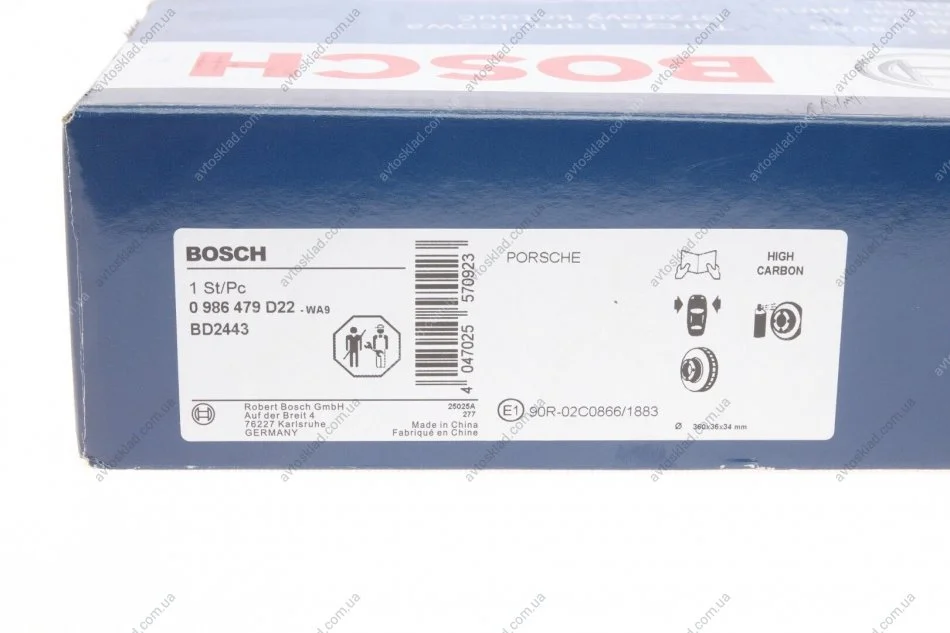 BOSCH
BOSCH
1 St/Pc
0 986 479 D22 - WA9
BD2443
4 047025 570923
PORSCHE
HIGH
CARBON
E1 90R-02C0866/1883
Ø 360x36x34 mm
Robert Bosch GmbH
Auf der Breit 4
76227 Karlsruhe
GERMANY
25025A
277
Made in China
Fabriqué en Chine
avtosklad.com.ua